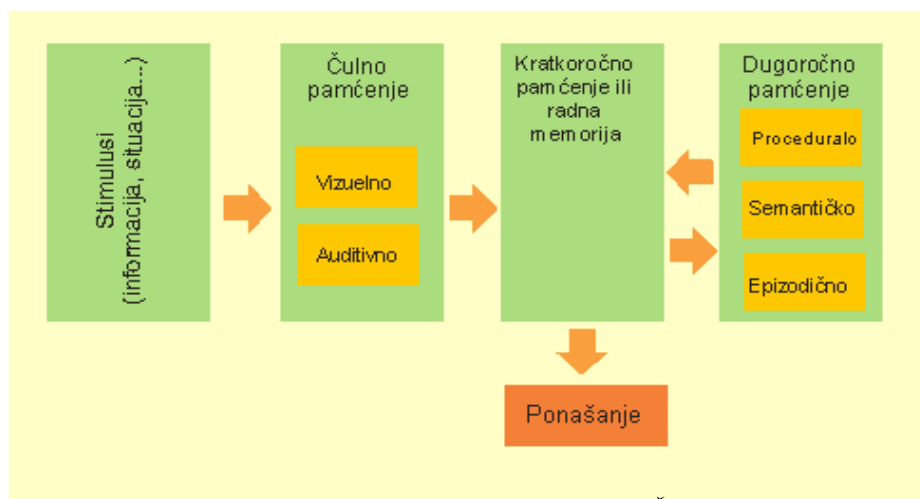 Stimulusi
(informacija, situacija...)
Čulno
pamćenje
Vizuelno
Auditivno
Kratkoročno
pamćenje ili
radna
memorija
Dugoročno
pamćenje
Proceduralo
Semantičko
Epizodično
Ponašanje